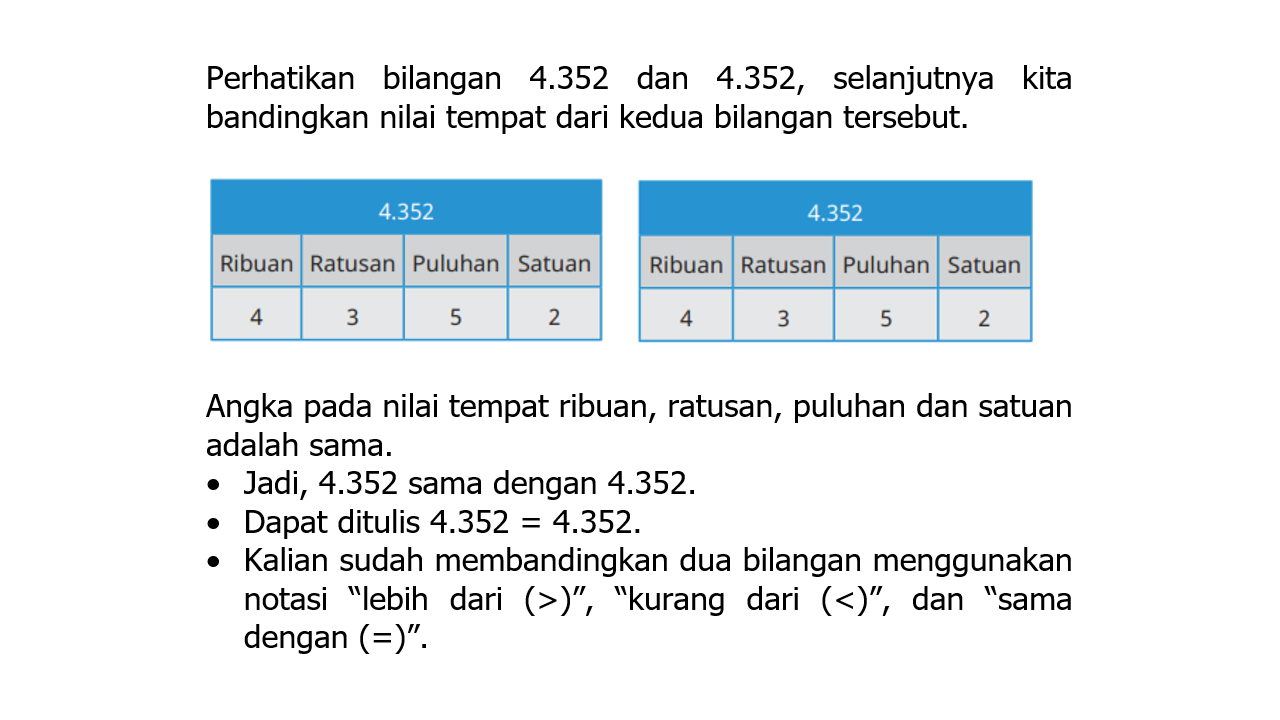 Perhatikan bilangan 4.352 dan 4.352, selanjutnya kita
bandingkan nilai tempat dari kedua bilangan tersebut.
4.352
Ribuan Ratusan Puluhan Satuan
4 3 5 2
4.352
Ribuan Ratusan Puluhan Satuan
4 3 5 2
Angka pada nilai tempat ribuan, ratusan, puluhan dan satuan
adalah sama.
• Jadi, 4.352 sama dengan 4.352.
• Dapat ditulis 4.352 = 4.352.
• Kalian sudah membandingkan dua bilangan menggunakan
notasi “lebih dari (>)”, “kurang dari (<)”, dan “sama
dengan (=)”.